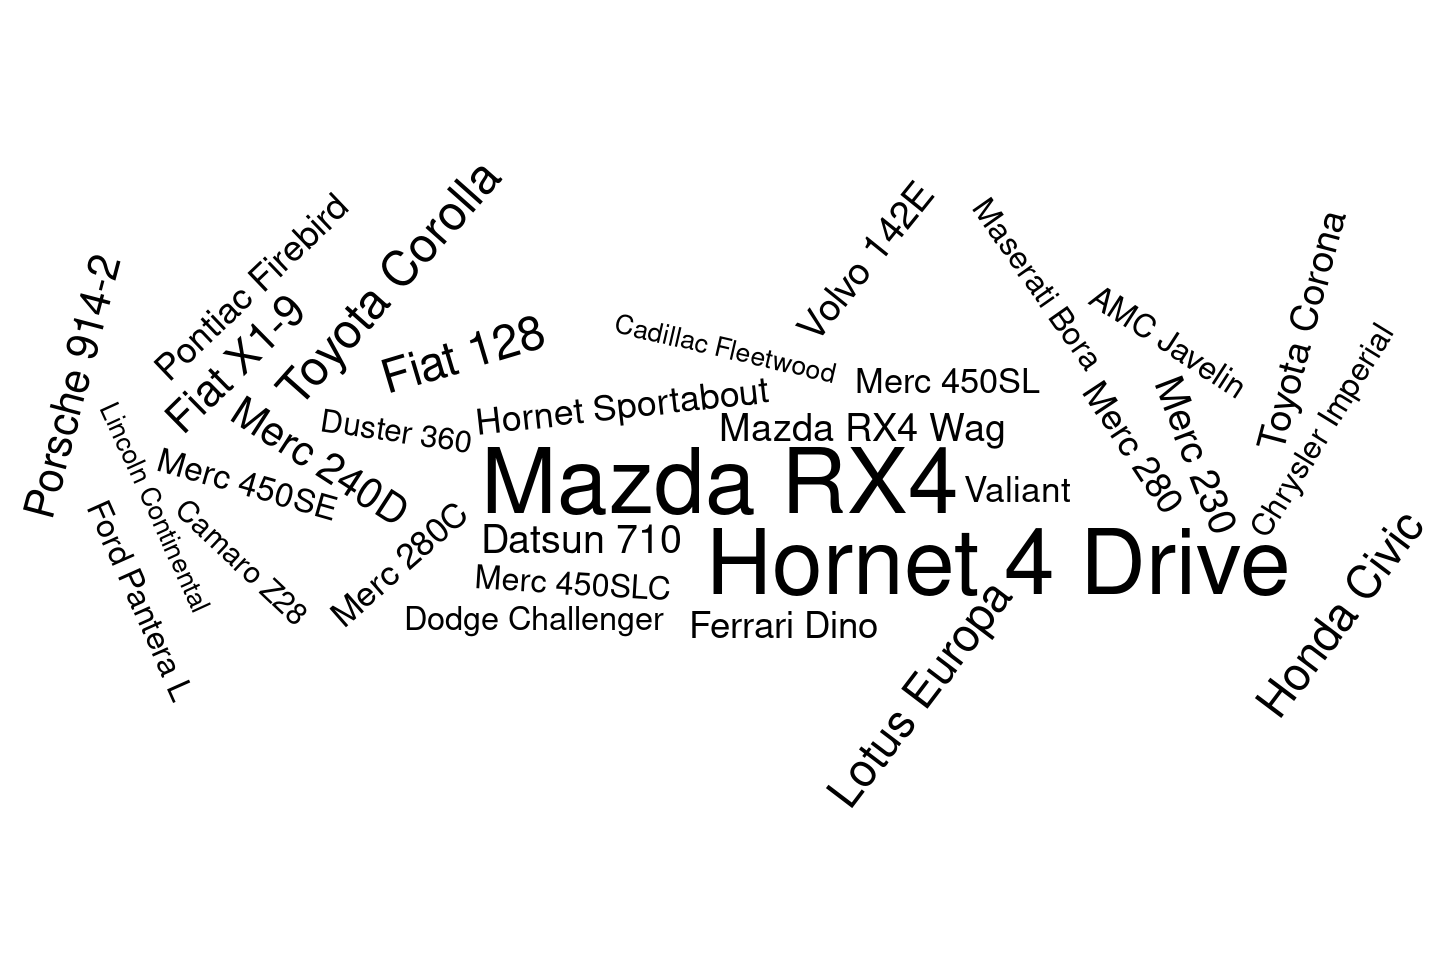 Toyota Corolla
Pontiac Firebird
Volvo 142E
Maserati Bora
Toyota Corona
Porsche 914-2
Fiat X1-9
Fiat 128
Cadillac Fleetwood
AMC Javelin
Merc 450SL
Hornet Sportabout
Duster 360
Mazda RX4 Wag
Merc 240D
Merc 280
Merc 230
Chrysler Imperial
Lincoln Continental
Merc 450SE
Mazda RX4
Valiant
Camaro Z28
Merc 280C
Datsun 710
Hornet 4 Drive
Ford Pantera L
Merc 450SLC
Dodge Challenger
Ferrari Dino
Honda Civic
Lotus Europa